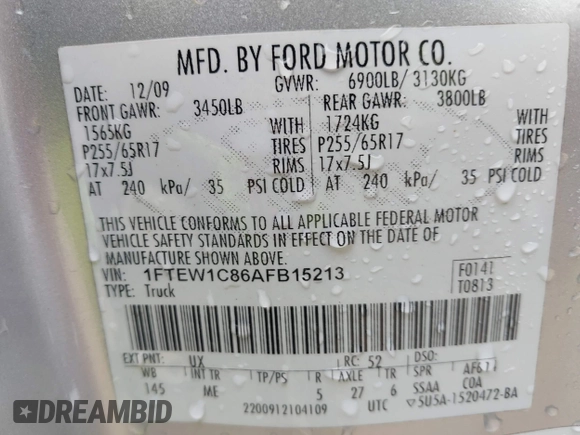 MFD. BY FORD MOTOR CO.
DATE: 12/09 GVWR: 6900LB/ 3130KG
FRONT GAWR: 3450LB REAR GAWR: 3800LB
1565KG WITH 1724KG WITH
P255/65R17 TIRES P255/65R17 TIRES
17x7.5J RIMS 17x7.5J RIMS
AT 240 kPa/ 35 PSI COLD AT 240 kPa/ 35 PSI COLD
THIS VEHICLE CONFORMS TO ALL APPLICABLE FEDERAL MOTOR
VEHICLE SAFETY STANDARDS IN EFFECT ON THE DATE OF
MANUFACTURE SHOWN ABOVE.
VIN: 1FTEW1C86AFB15213 F0141
TYPE: Truck T0813
EXT PNT: UX RC: 52 DSO:
WB INT TR TP/PS R AXLE TR SPR
145 ME 5 27 6 SSAA COA
2200912104109 UTC ▽5U5A-1520472-BA